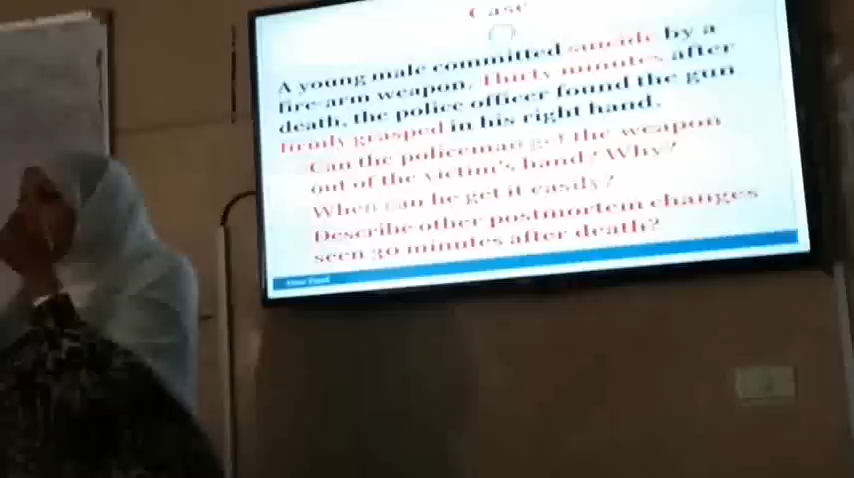 Case
A young male committed suicide by a
fire-arm weapon. Thirty minutes after
death, the police officer found the gun
firmly grasped in his right hand.
Can the policeman get the weapon
out of the victim's hand? Why?
When can he get it easily?
Describe other postmortem changes
seen 30 minutes after death?